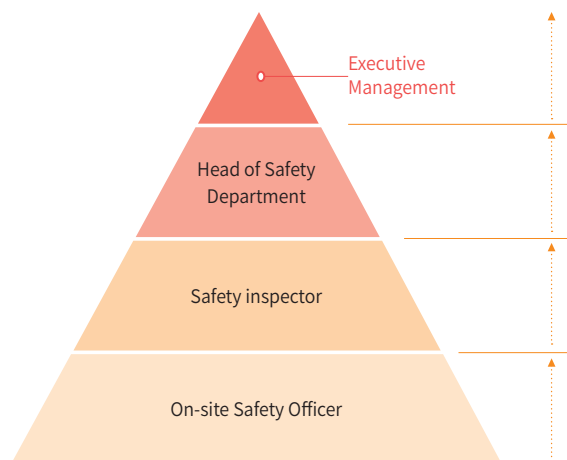 Executive
Management
Head of Safety
Department
Safety inspector
On-site Safety Officer